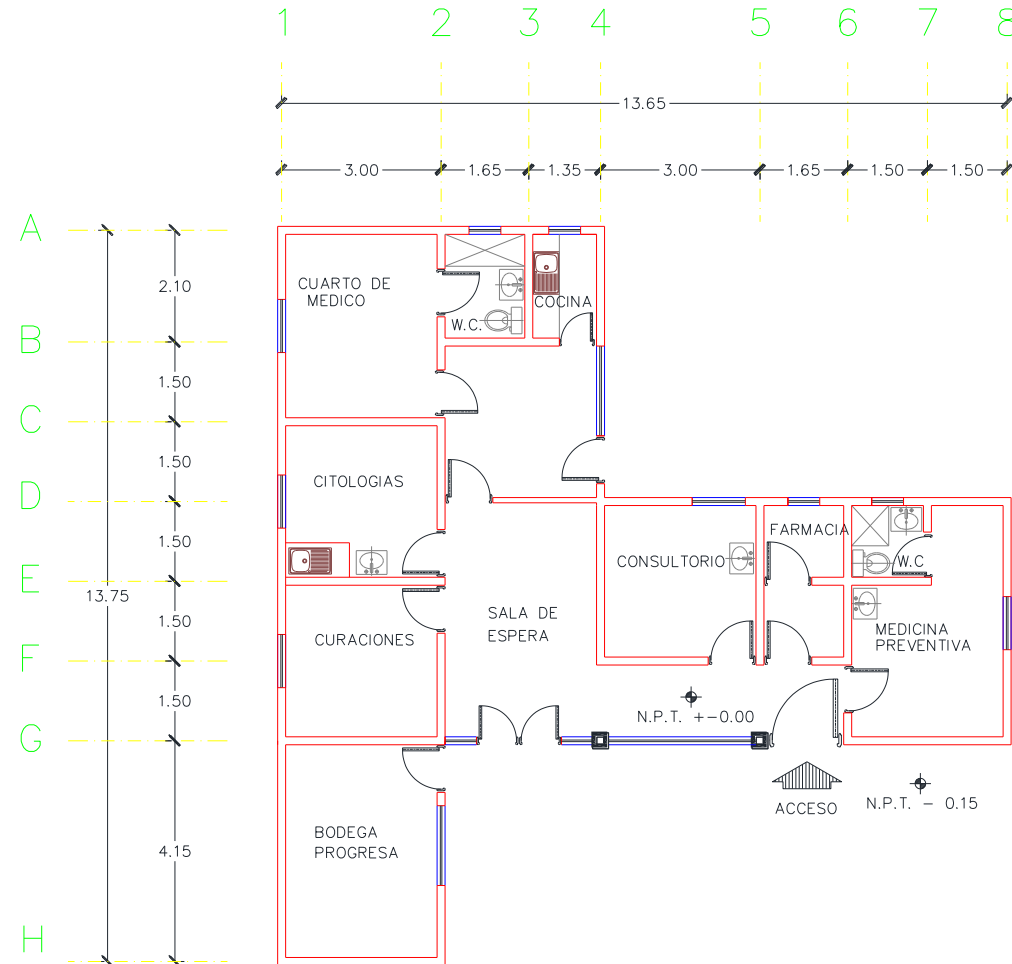 1 2 3 4 5 6 7 8
13.65
3.00 1.65 1.35 3.00 1.65 1.50 1.50
A
2.10
CUARTO DE
MEDICO
COCINA
W.C.
B
1.50
C
1.50
CITOLOGIAS
D
FARMACIA
1.50
CONSULTORIO
W.C
E
13.75
1.50
SALA DE
ESPERA
CURACIONES
MEDICINA
PREVENTIVA
F
1.50
N.P.T. +-0.00
G
ACCESO
N.P.T. - 0.15
BODEGA
PROGRESA
4.15
H